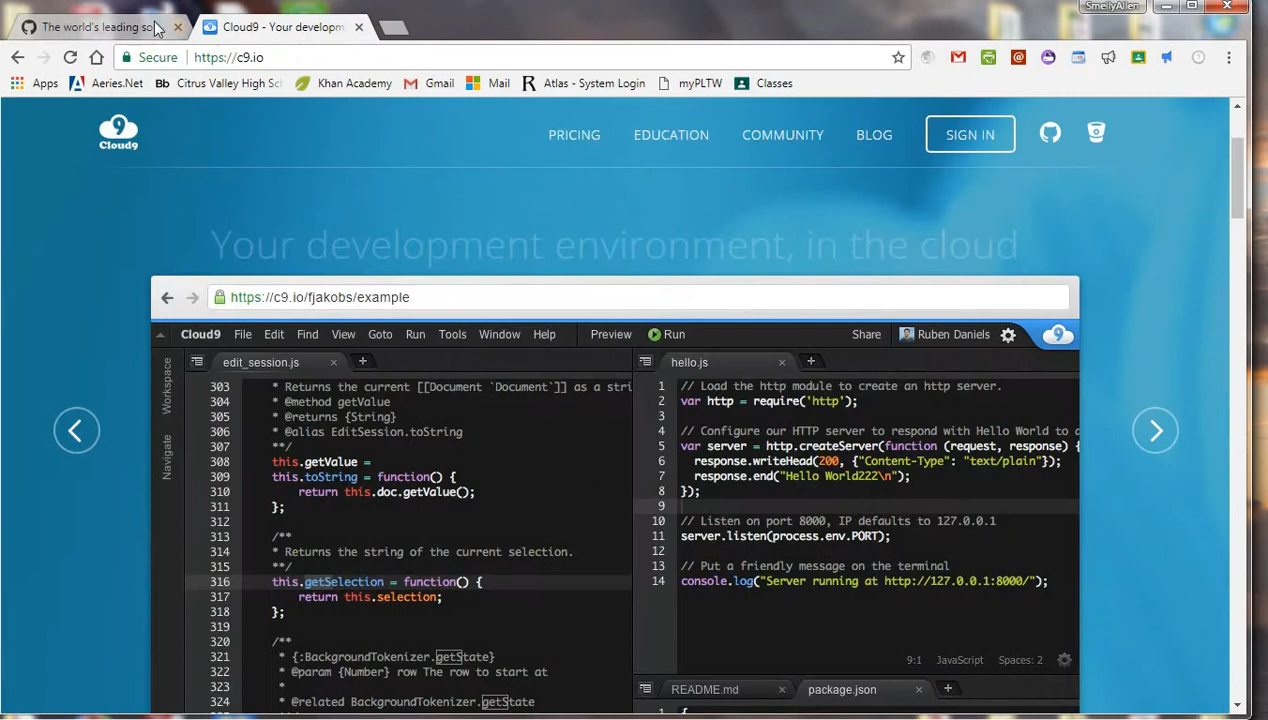 SmellyAllen
The world's leading so
Cloud9 - Your developm
Secure
https://c9.io
Apps
Aeries.Net
Bb Citrus Valley High Sch
Khan Academy
Gmail
Mail
R Atlas - System Login
myPLTW
Classes
9
Cloud9
PRICING
EDUCATION
COMMUNITY
BLOG
SIGN IN
Your development environment, in the cloud
https://c9.io/fjakobs/example
Cloud9 File Edit Find View Goto Run Tools Window Help Preview Run Share Ruben Daniels 9
Workspace
Navigate
edit_session.js
303 * Returns the current [[Document `Document`]] as a stri
304 * @method getValue
305 * @returns {String}
306 * @alias EditSession.toString
307 **/
308 this.getValue =
309 this.toString = function() {
310 return this.doc.getValue();
311 };
312
313 /**
314 * Returns the string of the current selection.
315 **/
316 this.getSelection = function() {
317 return this.selection;
318 };
319
320 /**
321 * {:BackgroundTokenizer.getState}
322 * @param {Number} row The row to start at
323 *
324 * @related BackgroundTokenizer.getState
hello.js
1 // Load the http module to create an http server.
2 var http = require('http');
3
4 // Configure our HTTP server to respond with Hello World to a
5 var server = http.createServer(function (request, response) {
6 response.writeHead(200, {"Content-Type": "text/plain"});
7 response.end("Hello World222\n");
8 });
9
10 // Listen on port 8000, IP defaults to 127.0.0.1
11 server.listen(process.env.PORT);
12
13 // Put a friendly message on the terminal
14 console.log("Server running at http://127.0.0.1:8000/");
9:1 JavaScript Spaces: 2
README.md
package.json
1 {